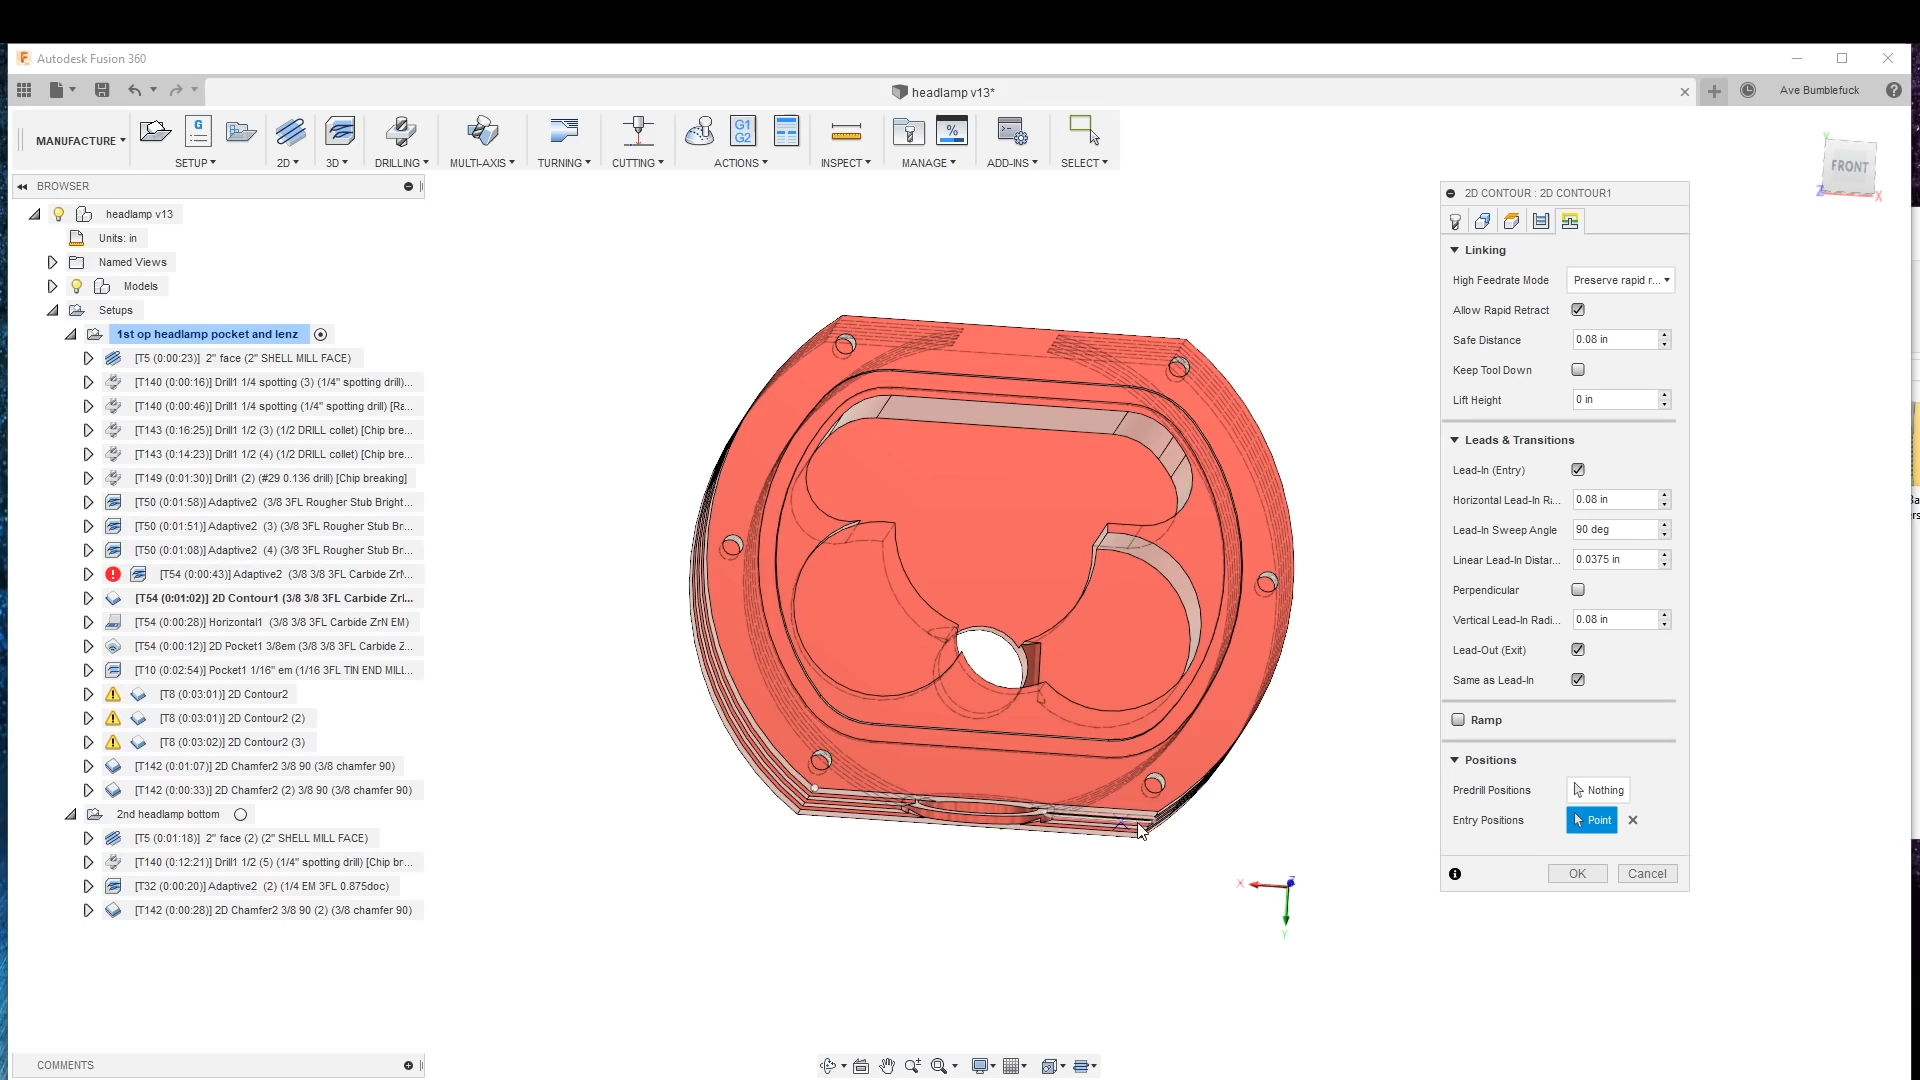 Autodesk Fusion 360
headlamp v13*
Ave Bumblefuck
MANUFACTURE
SETUP
2D
3D
DRILLING
MULTI-AXIS
TURNING
CUTTING
ACTIONS
INSPECT
MANAGE
ADD-INS
SELECT
G
G1
G2
%
FRONT
Y
Z
X
BROWSER
headlamp v13
Units: in
Named Views
Models
Setups
1st op headlamp pocket and lenz
[T5 (0:00:23)] 2" face (2" SHELL MILL FACE)
[T140 (0:00:16)] Drill1 1/4 spotting (3) (1/4" spotting drill)...
[T140 (0:00:46)] Drill1 1/4 spotting (1/4" spotting drill) [Ra...
[T143 (0:16:25)] Drill1 1/2 (3) (1/2 DRILL collet) [Chip bre...
[T143 (0:14:23)] Drill1 1/2 (4) (1/2 DRILL collet) [Chip bre...
[T149 (0:01:30)] Drill1 (2) (#29 0.136 drill) [Chip breaking]
[T50 (0:01:58)] Adaptive2 (3/8 3FL Rougher Stub Bright...
[T50 (0:01:51)] Adaptive2 (3) (3/8 3FL Rougher Stub Br...
[T50 (0:01:08)] Adaptive2 (4) (3/8 3FL Rougher Stub Br...
[T54 (0:00:43)] Adaptive2 (3/8 3/8 3FL Carbide ZrN...
[T54 (0:01:02)] 2D Contour1 (3/8 3/8 3FL Carbide Zrl...
[T54 (0:00:28)] Horizontal1 (3/8 3/8 3FL Carbide ZrN EM)
[T54 (0:00:12)] 2D Pocket1 3/8em (3/8 3/8 3FL Carbide Z...
[T10 (0:02:54)] Pocket1 1/16" em (1/16 3FL TIN END MILL...
[T8 (0:03:01)] 2D Contour2
[T8 (0:03:01)] 2D Contour2 (2)
[T8 (0:03:02)] 2D Contour2 (3)
[T142 (0:01:07)] 2D Chamfer2 3/8 90 (3/8 chamfer 90)
[T142 (0:00:33)] 2D Chamfer2 (2) 3/8 90 (3/8 chamfer 90)
2nd headlamp bottom
[T5 (0:01:18)] 2" face (2) (2" SHELL MILL FACE)
[T140 (0:12:21)] Drill1 1/2 (5) (1/4" spotting drill) [Chip br...
[T32 (0:00:20)] Adaptive2 (2) (1/4 EM 3FL 0.875doc)
[T142 (0:00:28)] 2D Chamfer2 3/8 90 (2) (3/8 chamfer 90)
COMMENTS
X
Z
Y
2D CONTOUR : 2D CONTOUR1
Linking
High Feedrate Mode Preserve rapid r...
Allow Rapid Retract
Safe Distance 0.08 in
Keep Tool Down
Lift Height 0 in
Leads & Transitions
Lead-In (Entry)
Horizontal Lead-In R... 0.08 in
Lead-In Sweep Angle 90 deg
Linear Lead-In Distar... 0.0375 in
Perpendicular
Vertical Lead-In Radi... 0.08 in
Lead-Out (Exit)
Same as Lead-In
Ramp
Positions
Predrill Positions Nothing
Entry Positions Point
OK Cancel